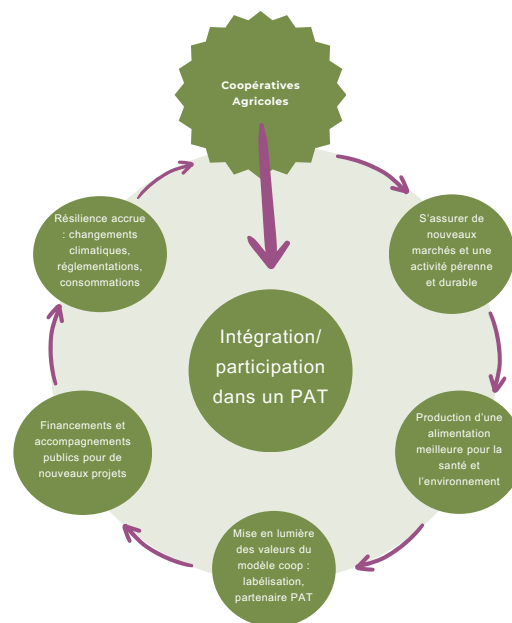 Coopératives
Agricoles
S'assurer de
nouveaux
marchés et une
activité pérenne
et durable
Production d'une
alimentation
meilleure pour la
santé et
l'environnement
Mise en lumière
des valeurs du
modèle coop :
labélisation,
partenaire PAT
Financements et
accompagnements
publics pour de
nouveaux projets
Résilience accrue
: changements
climatiques,
réglementations,
consommations
Intégration/
participation
dans un PAT